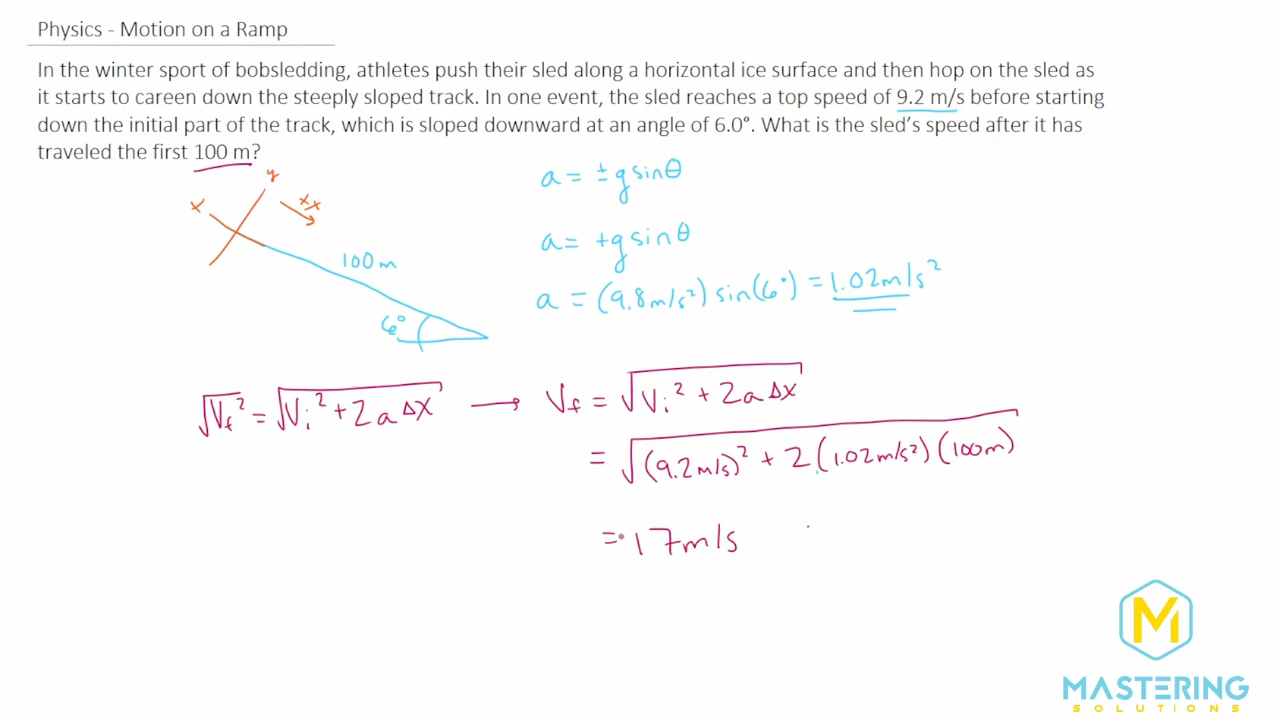 Physics - Motion on a Ramp
In the winter sport of bobsledding, athletes push their sled along a horizontal ice surface and then hop on the sled as
it starts to careen down the steeply sloped track. In one event, the sled reaches a top speed of 9.2 m/s before starting
down the initial part of the track, which is sloped downward at an angle of 6.0°. What is the sled's speed after it has
traveled the first 100 m?
y
x
+x
100m
6°
a = ± g sinθ
a = +g sinθ
a = (9.8 m/s²) sin(6°) = 1.02 m/s²
√Vf² = √Vi² + 2aΔx → Vf = √Vi² + 2aΔx
= √(9.2 m/s)² + 2(1.02 m/s²)(100m)
= 17 m/s
M
MASTERING
SOLUTIONS